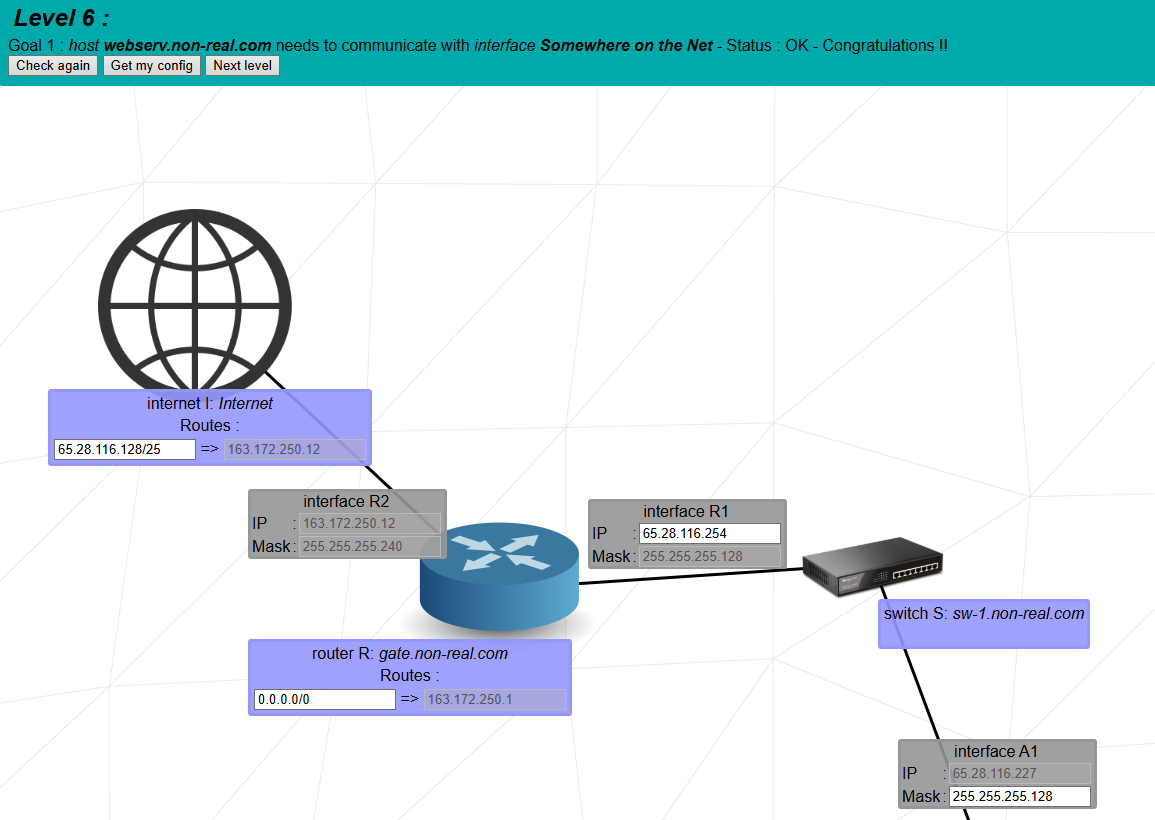 Level 6 :
Goal 1 : host webserv.non-real.com needs to communicate with interface Somewhere on the Net - Status : OK - Congratulations !!
Check again Get my config Next level
internet I: Internet
Routes :
65.28.116.128/25 => 163.172.250.12
interface R2
IP : 163.172.250.12
Mask : 255.255.255.240
interface R1
IP : 65.28.116.254
Mask : 255.255.255.128
switch S: sw-1.non-real.com
router R: gate.non-real.com
Routes :
0.0.0.0/0 => 163.172.250.1
interface A1
IP : 65.28.116.227
Mask : 255.255.255.128